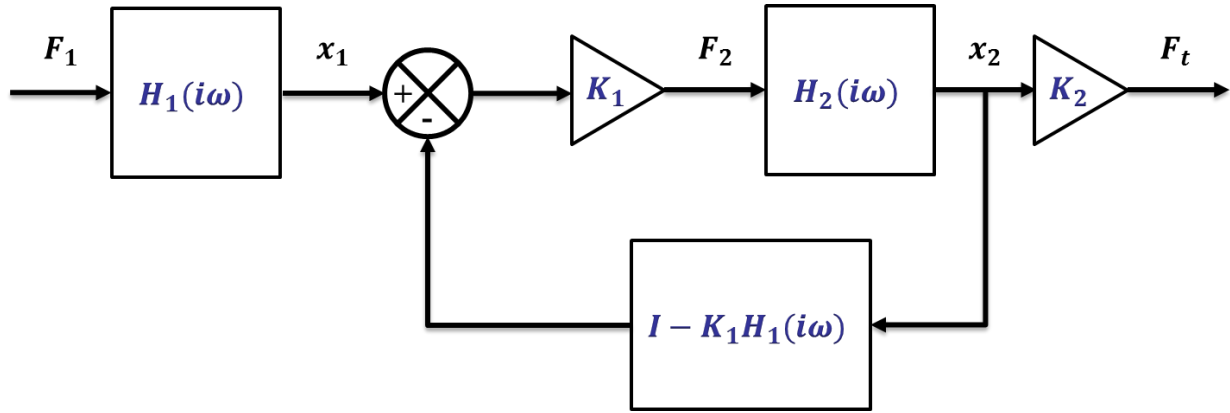 F₁
H₁(iω)
x₁
+
-
K₁
F₂
H₂(iω)
x₂
K₂
Fₜ
I − K₁H₁(iω)